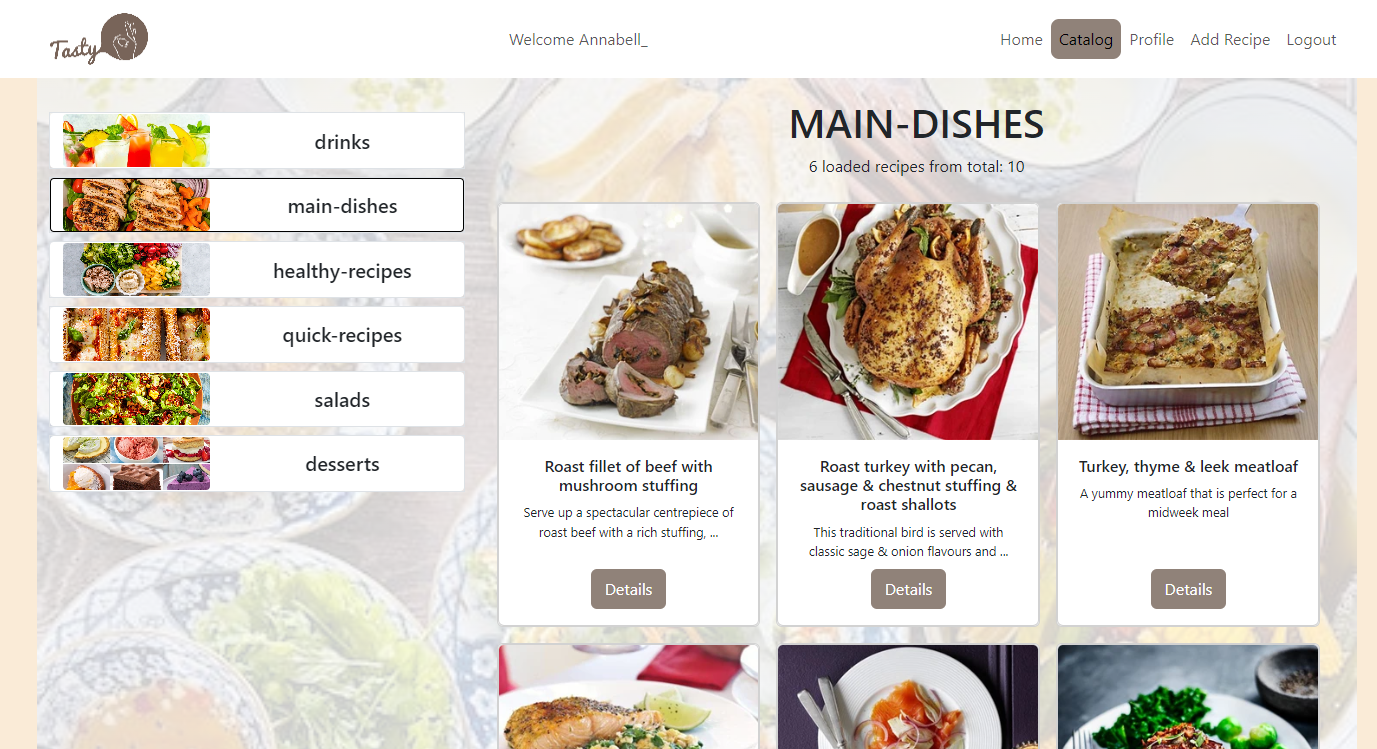 Tasty
Welcome Annabell_
Home
Catalog
Profile
Add Recipe
Logout
drinks
main-dishes
healthy-recipes
quick-recipes
salads
desserts
MAIN-DISHES
6 loaded recipes from total: 10
Roast fillet of beef with
mushroom stuffing
Serve up a spectacular centrepiece of
roast beef with a rich stuffing, ...
Details
Roast turkey with pecan,
sausage & chestnut stuffing &
roast shallots
This traditional bird is served with
classic sage & onion flavours and ...
Details
Turkey, thyme & leek meatloaf
A yummy meatloaf that is perfect for a
midweek meal
Details